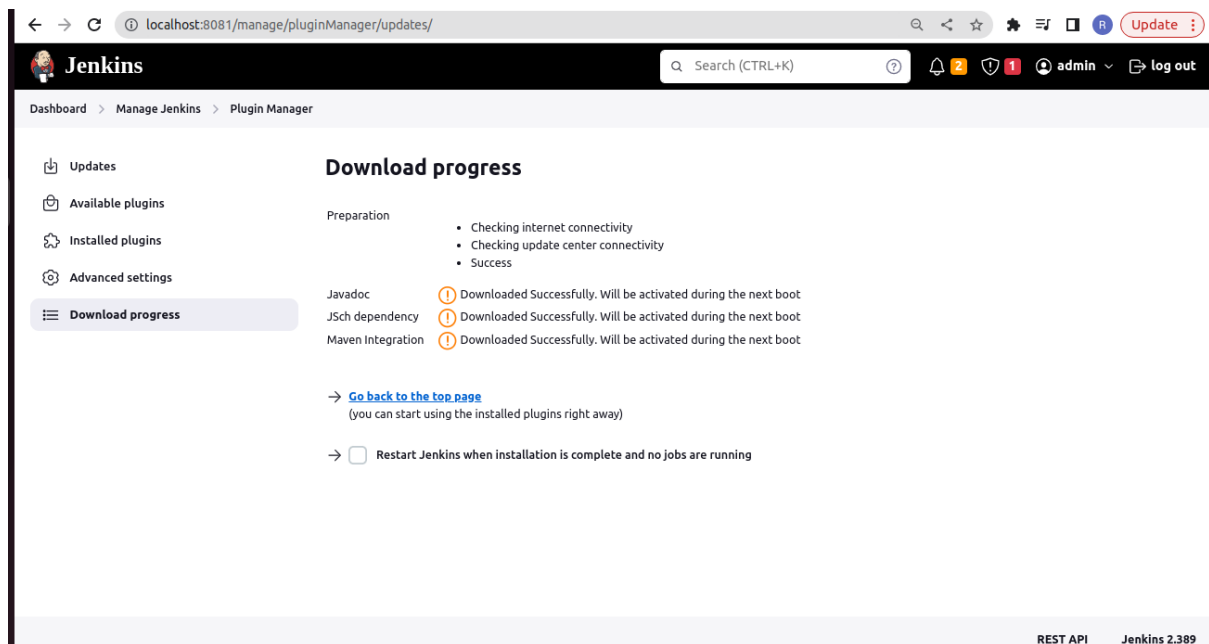 localhost:8081/manage/pluginManager/updates/
R
Update
Jenkins
Search (CTRL+K)
2
1
admin
log out
Dashboard
Manage Jenkins
Plugin Manager
Updates
Available plugins
Installed plugins
Advanced settings
Download progress
Download progress
Preparation
Checking internet connectivity
Checking update center connectivity
Success
Javadoc Downloaded Successfully. Will be activated during the next boot
JSch dependency Downloaded Successfully. Will be activated during the next boot
Maven Integration Downloaded Successfully. Will be activated during the next boot
Go back to the top page
(you can start using the installed plugins right away)
Restart Jenkins when installation is complete and no jobs are running
REST API Jenkins 2.389